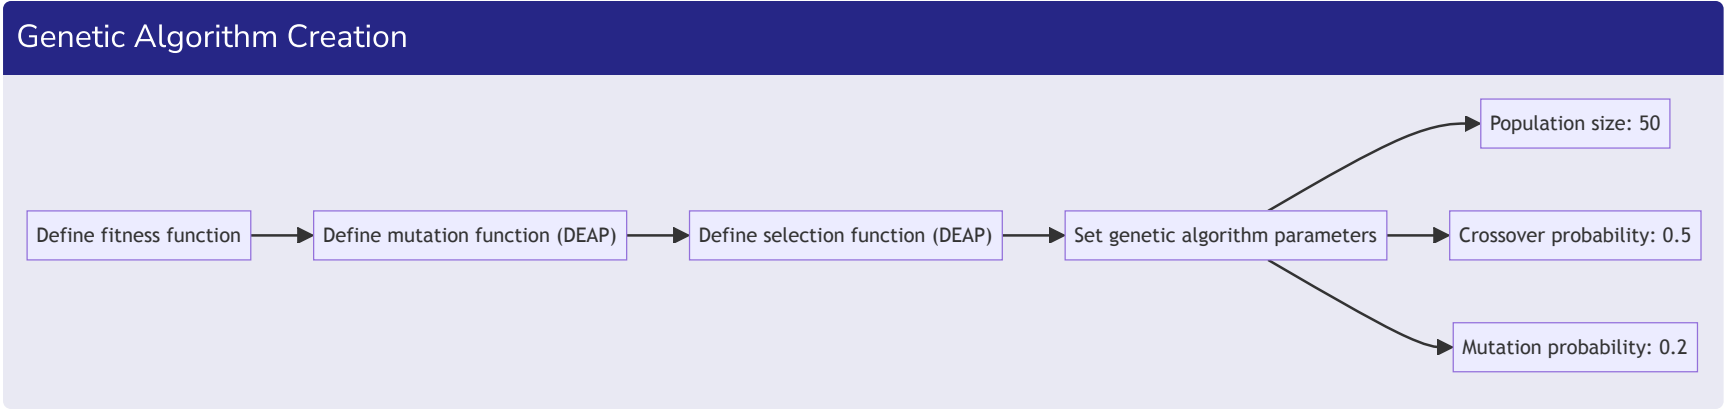 Genetic Algorithm Creation
Population size: 50
Define fitness function
Define mutation function (DEAP)
Define selection function (DEAP)
Set genetic algorithm parameters
Crossover probability: 0.5
Mutation probability: 0.2